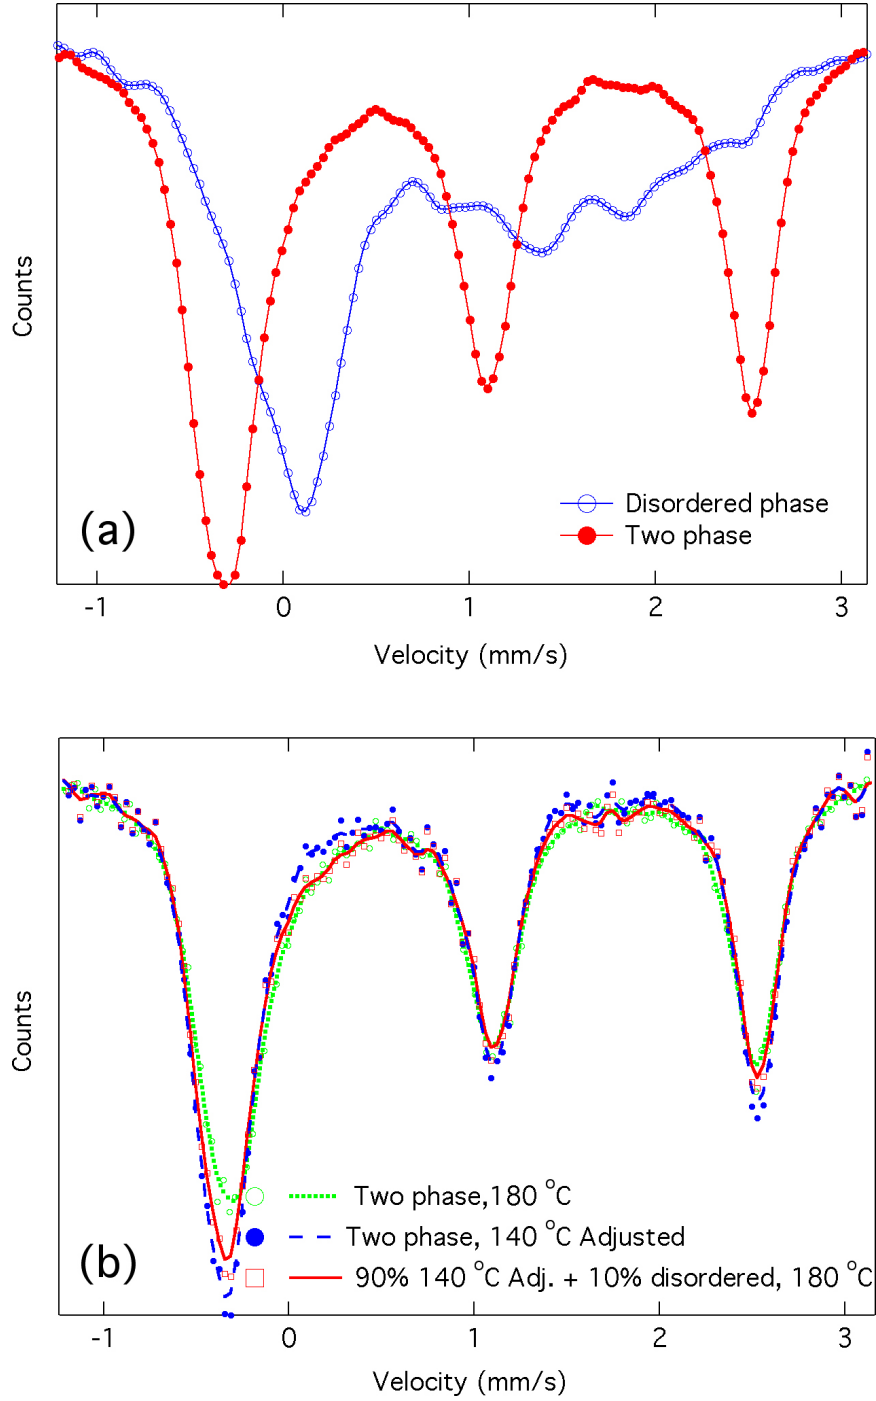 Counts
(a)
Disordered phase
Two phase
-1 0 1 2 3
Velocity (mm/s)
Counts
(b)
Two phase,180 °C
Two phase, 140 °C Adjusted
90% 140 °C Adj. + 10% disordered, 180 °C
-1 0 1 2 3
Velocity (mm/s)